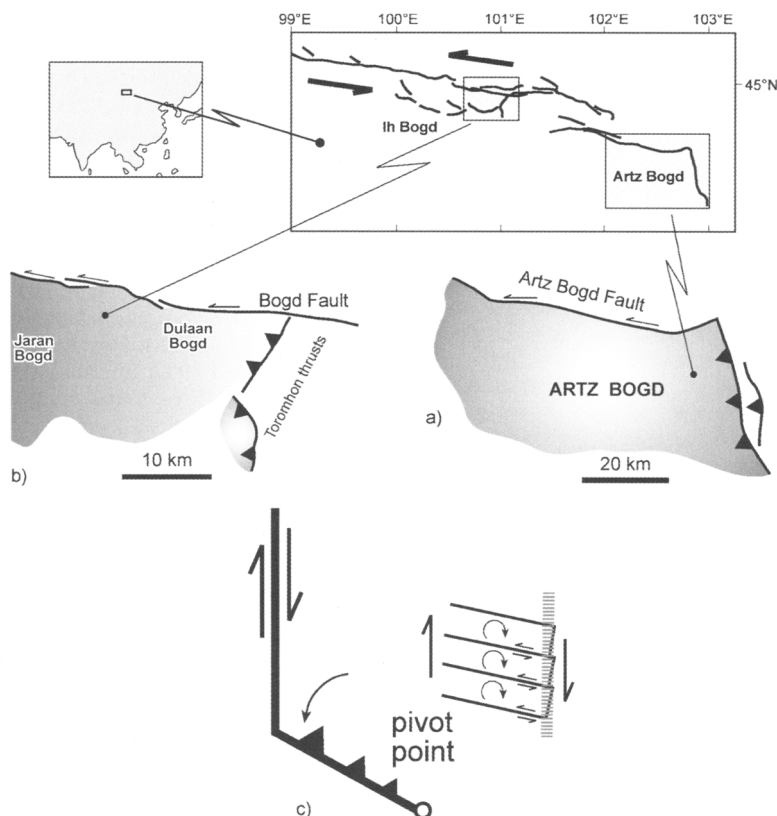 99°E 100°E 101°E 102°E 103°E
45°N
Ih Bogd
Artz Bogd
Bogd Fault
Jaran
Bogd
Dulaan
Bogd
Toromhon thrusts
10 km
b)
Artz Bogd Fault
ARTZ BOGD
a)
20 km
pivot
point
c)